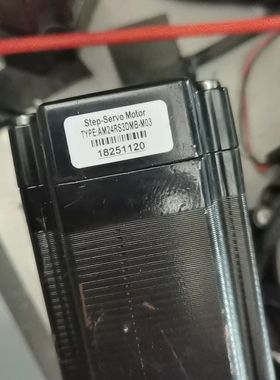 Step-Servo Motor
TYPE:AM24RS3DMB-M03
18251120